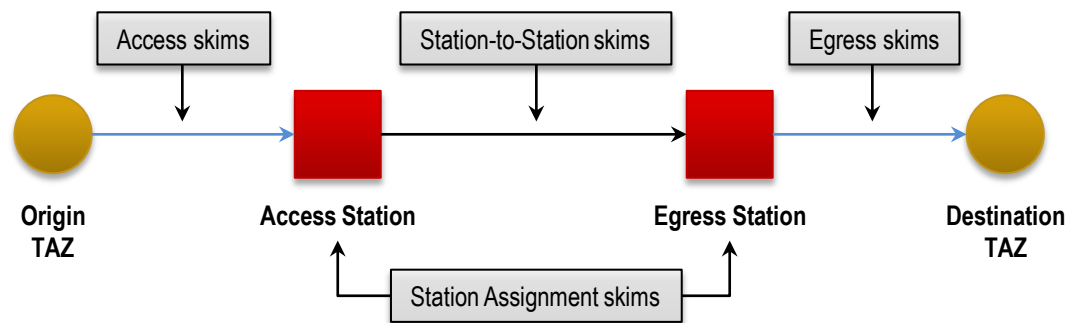 Access skims
Station-to-Station skims
Egress skims
Origin
TAZ
Access Station
Egress Station
Destination
TAZ
Station Assignment skims